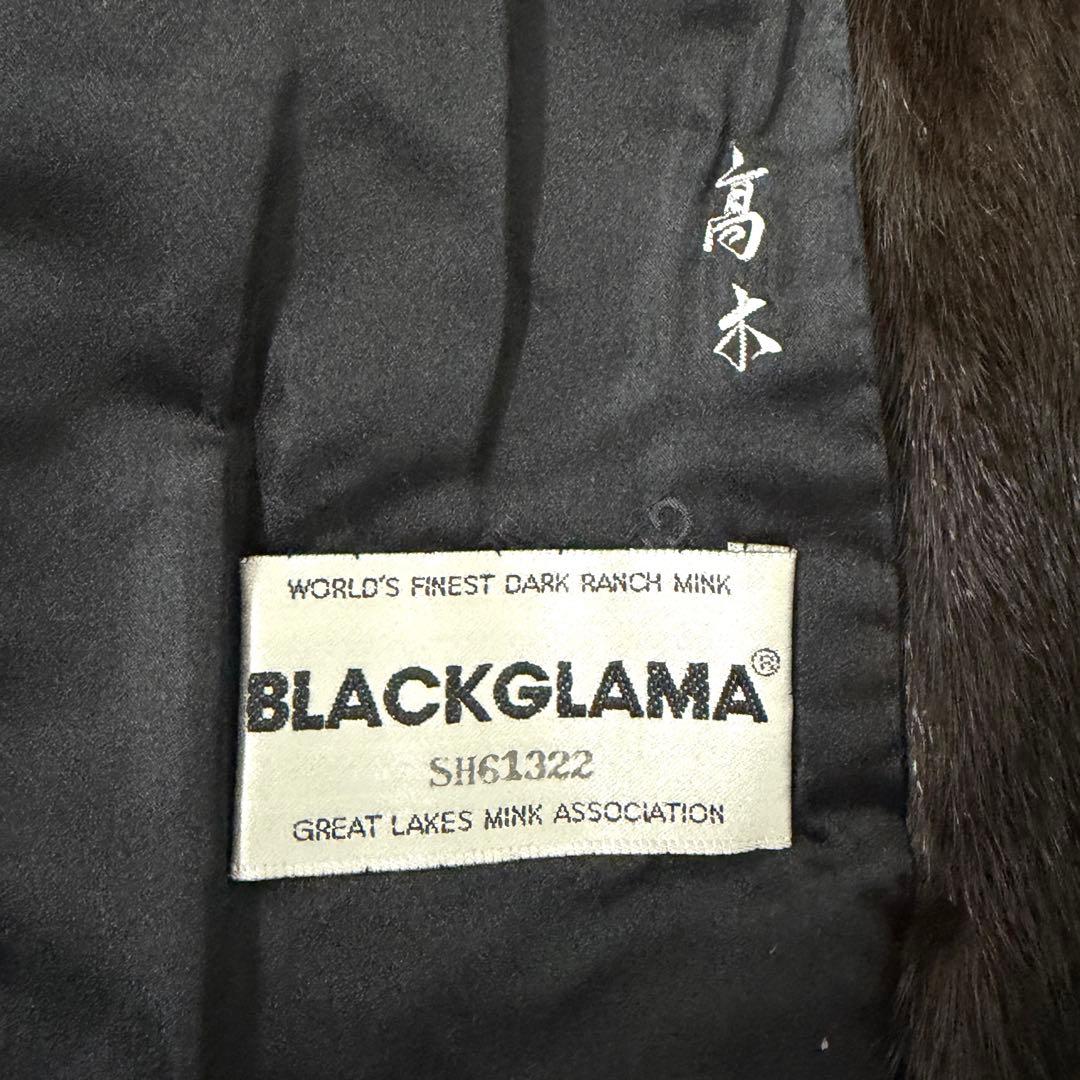 高木
WORLD'S FINEST DARK RANCH MINK
BLACKGLAMA®
SH61322
GREAT LAKES MINK ASSOCIATION